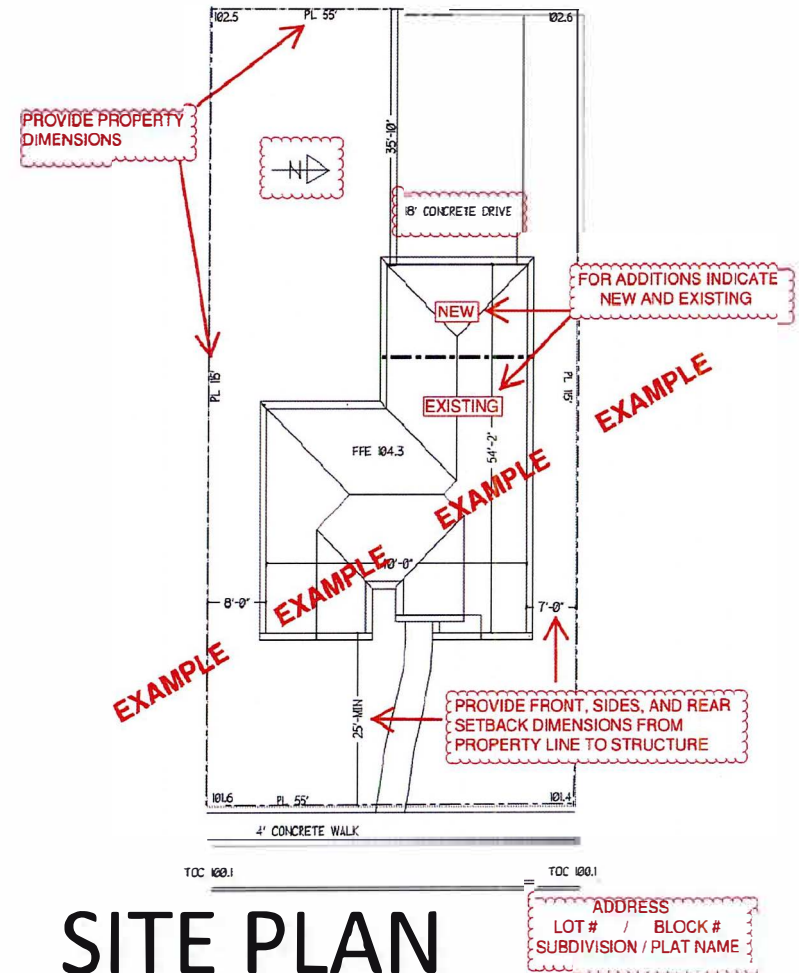 102.5
PL 55'
102.6
PROVIDE PROPERTY
DIMENSIONS
N
35'-10"
18' CONCRETE DRIVE
FOR ADDITIONS INDICATE
NEW AND EXISTING
NEW
PL 115'
PL 115'
EXAMPLE
EXISTING
FFE 104.3
54'-2"
EXAMPLE
40'-0"
EXAMPLE
8'-0"
7'-0"
EXAMPLE
25'-MIN
PROVIDE FRONT, SIDES, AND REAR
SETBACK DIMENSIONS FROM
PROPERTY LINE TO STRUCTURE
101.6
PL 55'
101.4
4' CONCRETE WALK
TOC 100.1
TOC 100.1
SITE PLAN
ADDRESS
LOT # / BLOCK #
SUBDIVISION / PLAT NAME